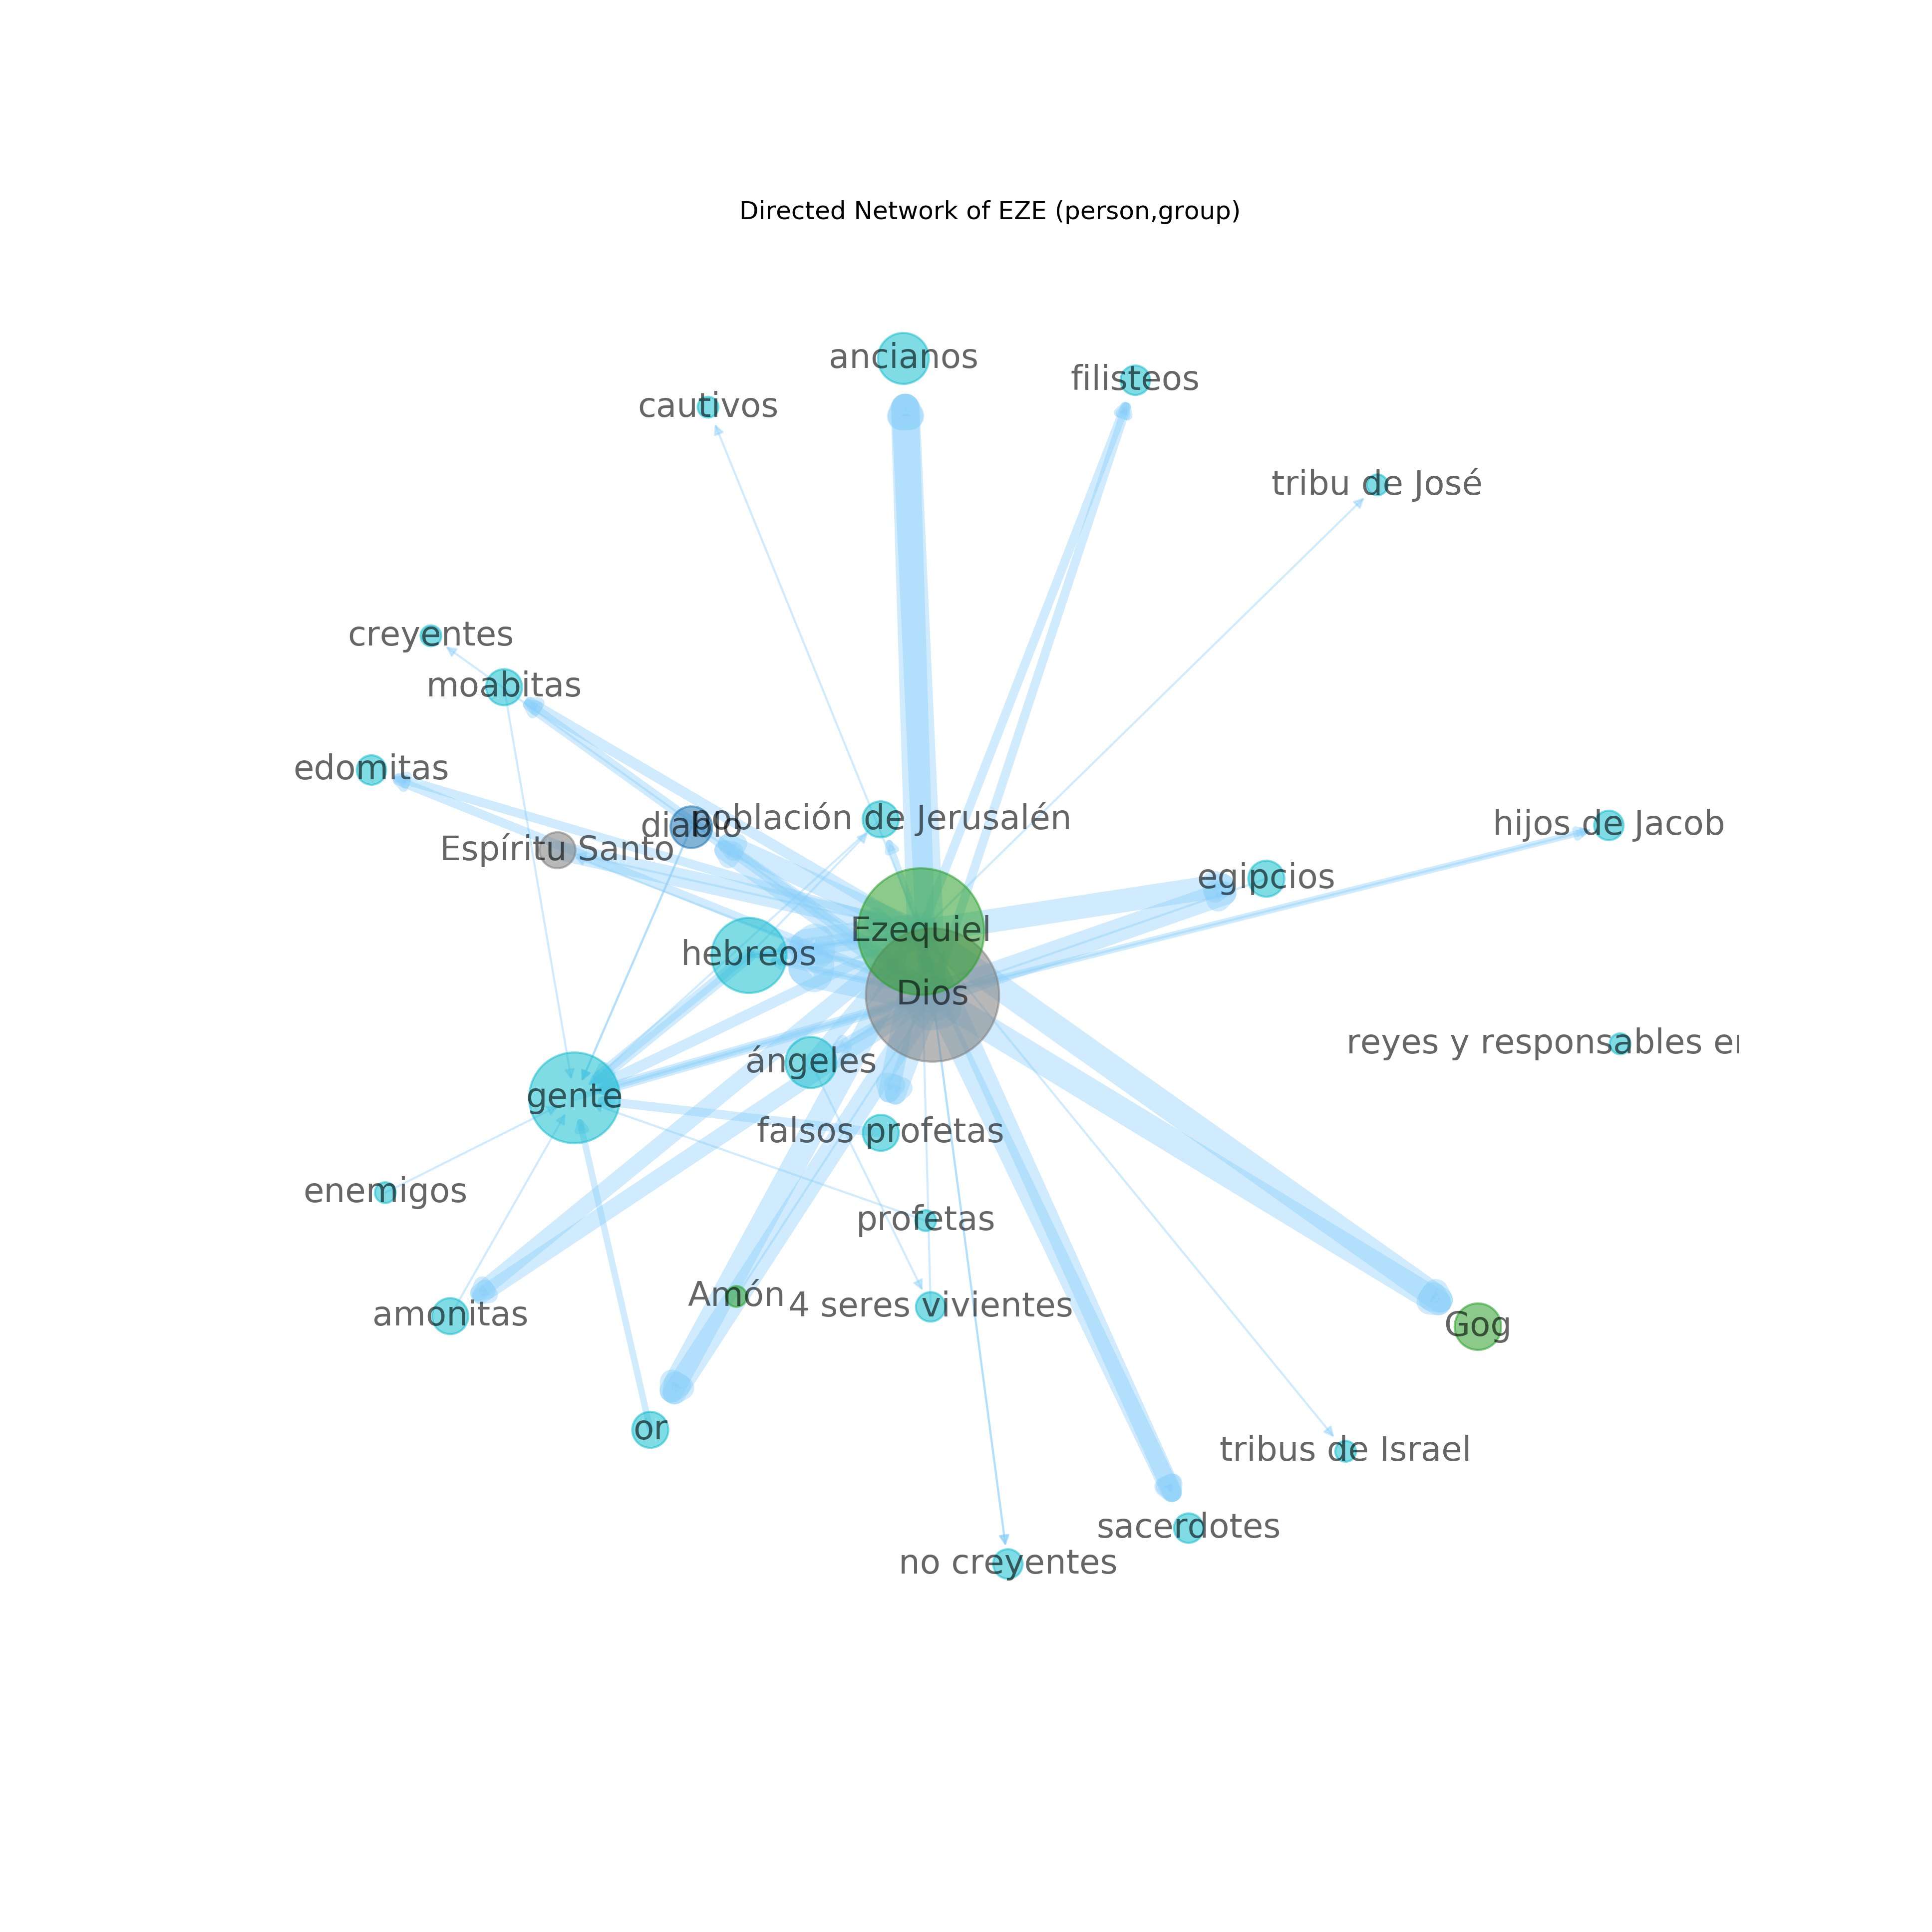 Directed Network of EZE (person,group)
ancianos
filisteos
cautivos
tribu de José
creyentes
moabitas
edomitas
población de Jerusalén
diablo
hijos de Jacob
Espíritu Santo
egipcios
Ezequiel
hebreos
Dios
reyes y responsables
ángeles
gente
falsos profetas
enemigos
profetas
Amón
4 seres vivientes
amonitas
Gog
or
tribus de Israel
sacerdotes
no creyentes